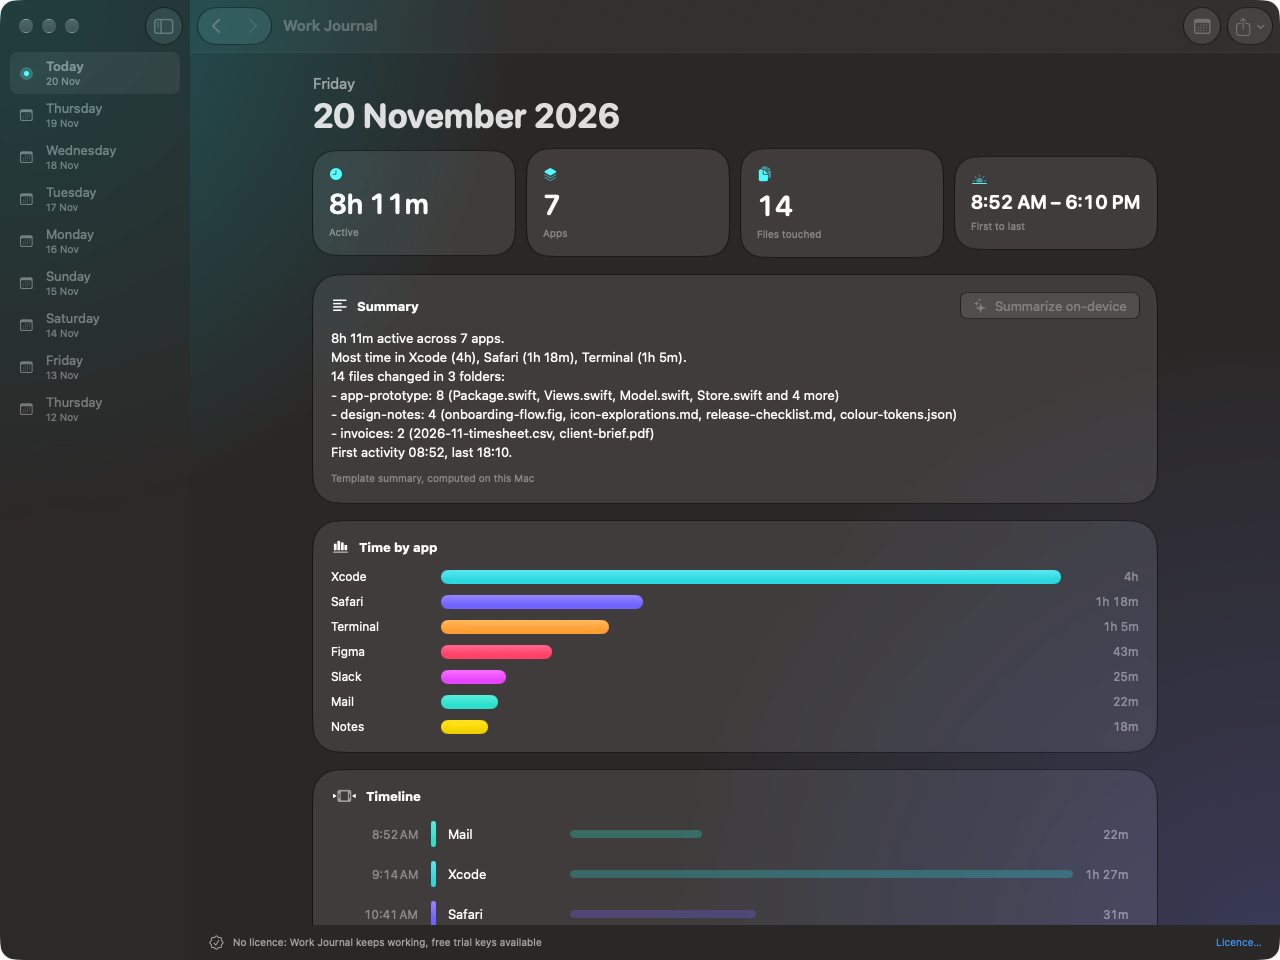 Work Journal
Today
20 Nov
Thursday
19 Nov
Wednesday
18 Nov
Tuesday
17 Nov
Monday
16 Nov
Sunday
15 Nov
Saturday
14 Nov
Friday
13 Nov
Thursday
12 Nov
Friday
20 November 2026
8h 11m
Active
7
Apps
14
Files touched
8:52 AM – 6:10 PM
First to last
Summary
Summarize on-device
8h 11m active across 7 apps.
Most time in Xcode (4h), Safari (1h 18m), Terminal (1h 5m).
14 files changed in 3 folders:
- app-prototype: 8 (Package.swift, Views.swift, Model.swift, Store.swift and 4 more)
- design-notes: 4 (onboarding-flow.fig, icon-explorations.md, release-checklist.md, colour-tokens.json)
- invoices: 2 (2026-11-timesheet.csv, client-brief.pdf)
First activity 08:52, last 18:10.
Template summary, computed on this Mac
Time by app
Xcode 4h
Safari 1h 18m
Terminal 1h 5m
Figma 43m
Slack 25m
Mail 22m
Notes 18m
Timeline
8:52 AM Mail 22m
9:14 AM Xcode 1h 27m
10:41 AM Safari 31m
No licence: Work Journal keeps working, free trial keys available
Licence...